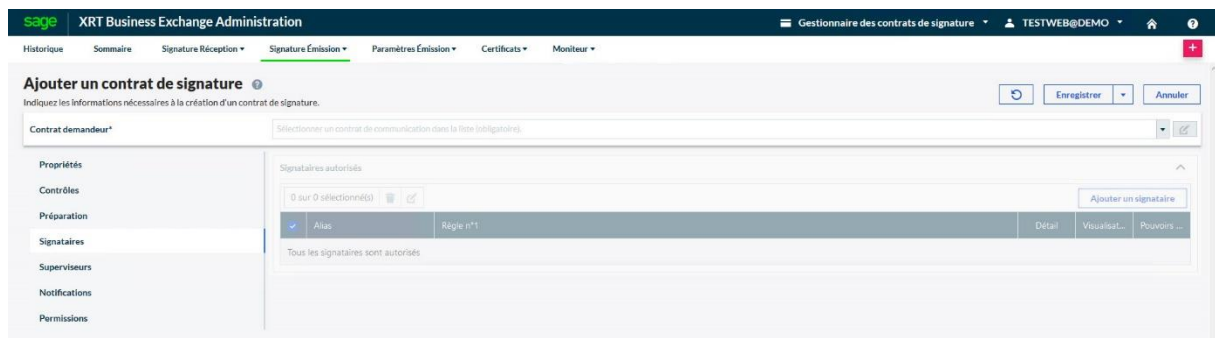 sage XRT Business Exchange Administration Gestionnaire des contrats de signature TESTWEB@DEMO ?
Historique Sommaire Signature Réception Signature Émission Paramètres Émission Certificats Moniteur +
Ajouter un contrat de signature ?
Enregistrer Annuler
Indiquez les informations nécessaires à la création d'un contrat de signature.
Contrat demandeur* Sélectionner un contrat de communication dans la liste (obligatoire).
Propriétés
Contrôles
Préparation
Signataires
Superviseurs
Notifications
Permissions
Signataires autorisés
0 sur 0 sélectionné(s) Ajouter un signataire
Alias Règle n°1 Détail Visualisat... Pouvoirs ...
Tous les signataires sont autorisés